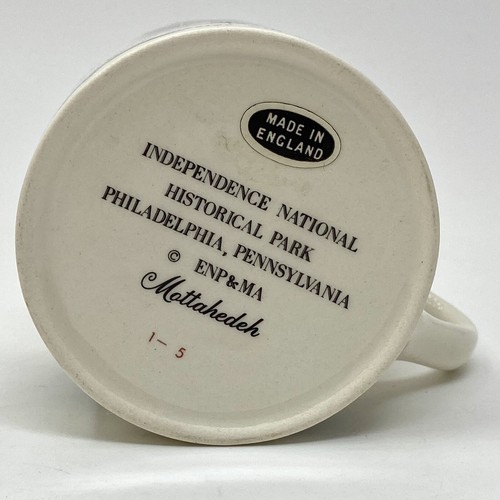 MADE IN
ENGLAND
INDEPENDENCE NATIONAL
HISTORICAL PARK
PHILADELPHIA, PENNSYLVANIA
© ENP&MA
Mottahedeh
1- 5